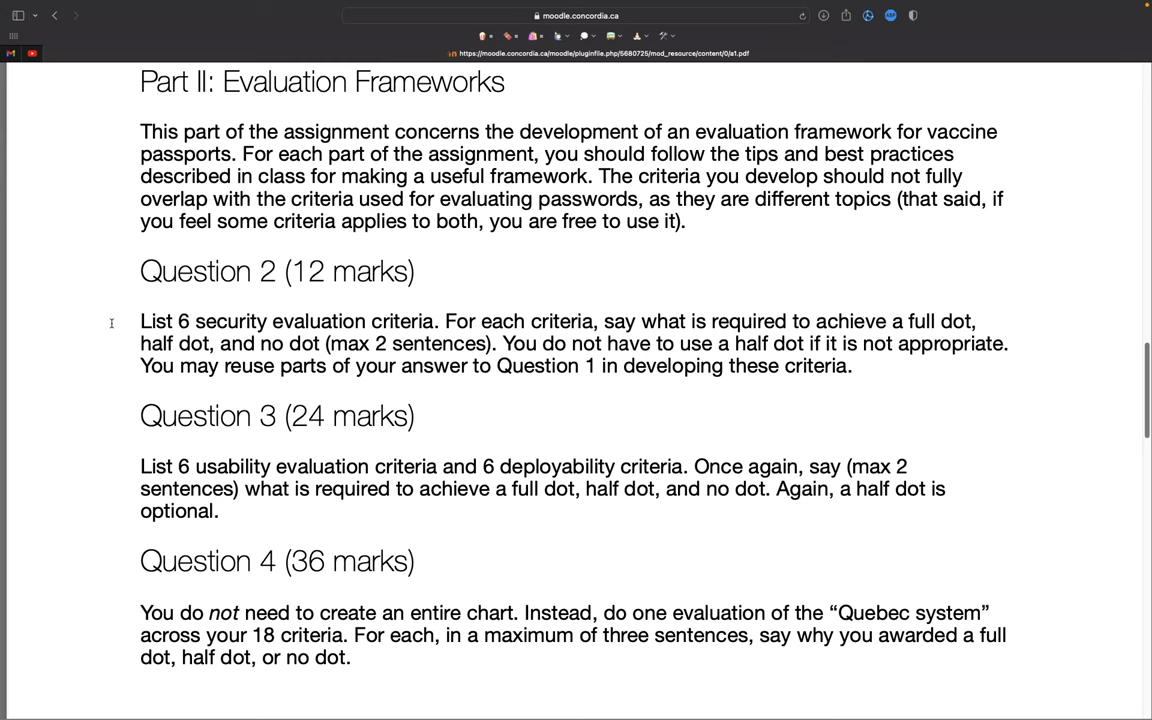 moodle.concordia.ca
https://moodle.concordia.ca/moodle/pluginfile.php/5680725/mod_resource/content/0/a1.pdf
Part II: Evaluation Frameworks
This part of the assignment concerns the development of an evaluation framework for vaccine
passports. For each part of the assignment, you should follow the tips and best practices
described in class for making a useful framework. The criteria you develop should not fully
overlap with the criteria used for evaluating passwords, as they are different topics (that said, if
you feel some criteria applies to both, you are free to use it).
Question 2 (12 marks)
List 6 security evaluation criteria. For each criteria, say what is required to achieve a full dot,
half dot, and no dot (max 2 sentences). You do not have to use a half dot if it is not appropriate.
You may reuse parts of your answer to Question 1 in developing these criteria.
Question 3 (24 marks)
List 6 usability evaluation criteria and 6 deployability criteria. Once again, say (max 2
sentences) what is required to achieve a full dot, half dot, and no dot. Again, a half dot is
optional.
Question 4 (36 marks)
You do not need to create an entire chart. Instead, do one evaluation of the “Quebec system”
across your 18 criteria. For each, in a maximum of three sentences, say why you awarded a full
dot, half dot, or no dot.